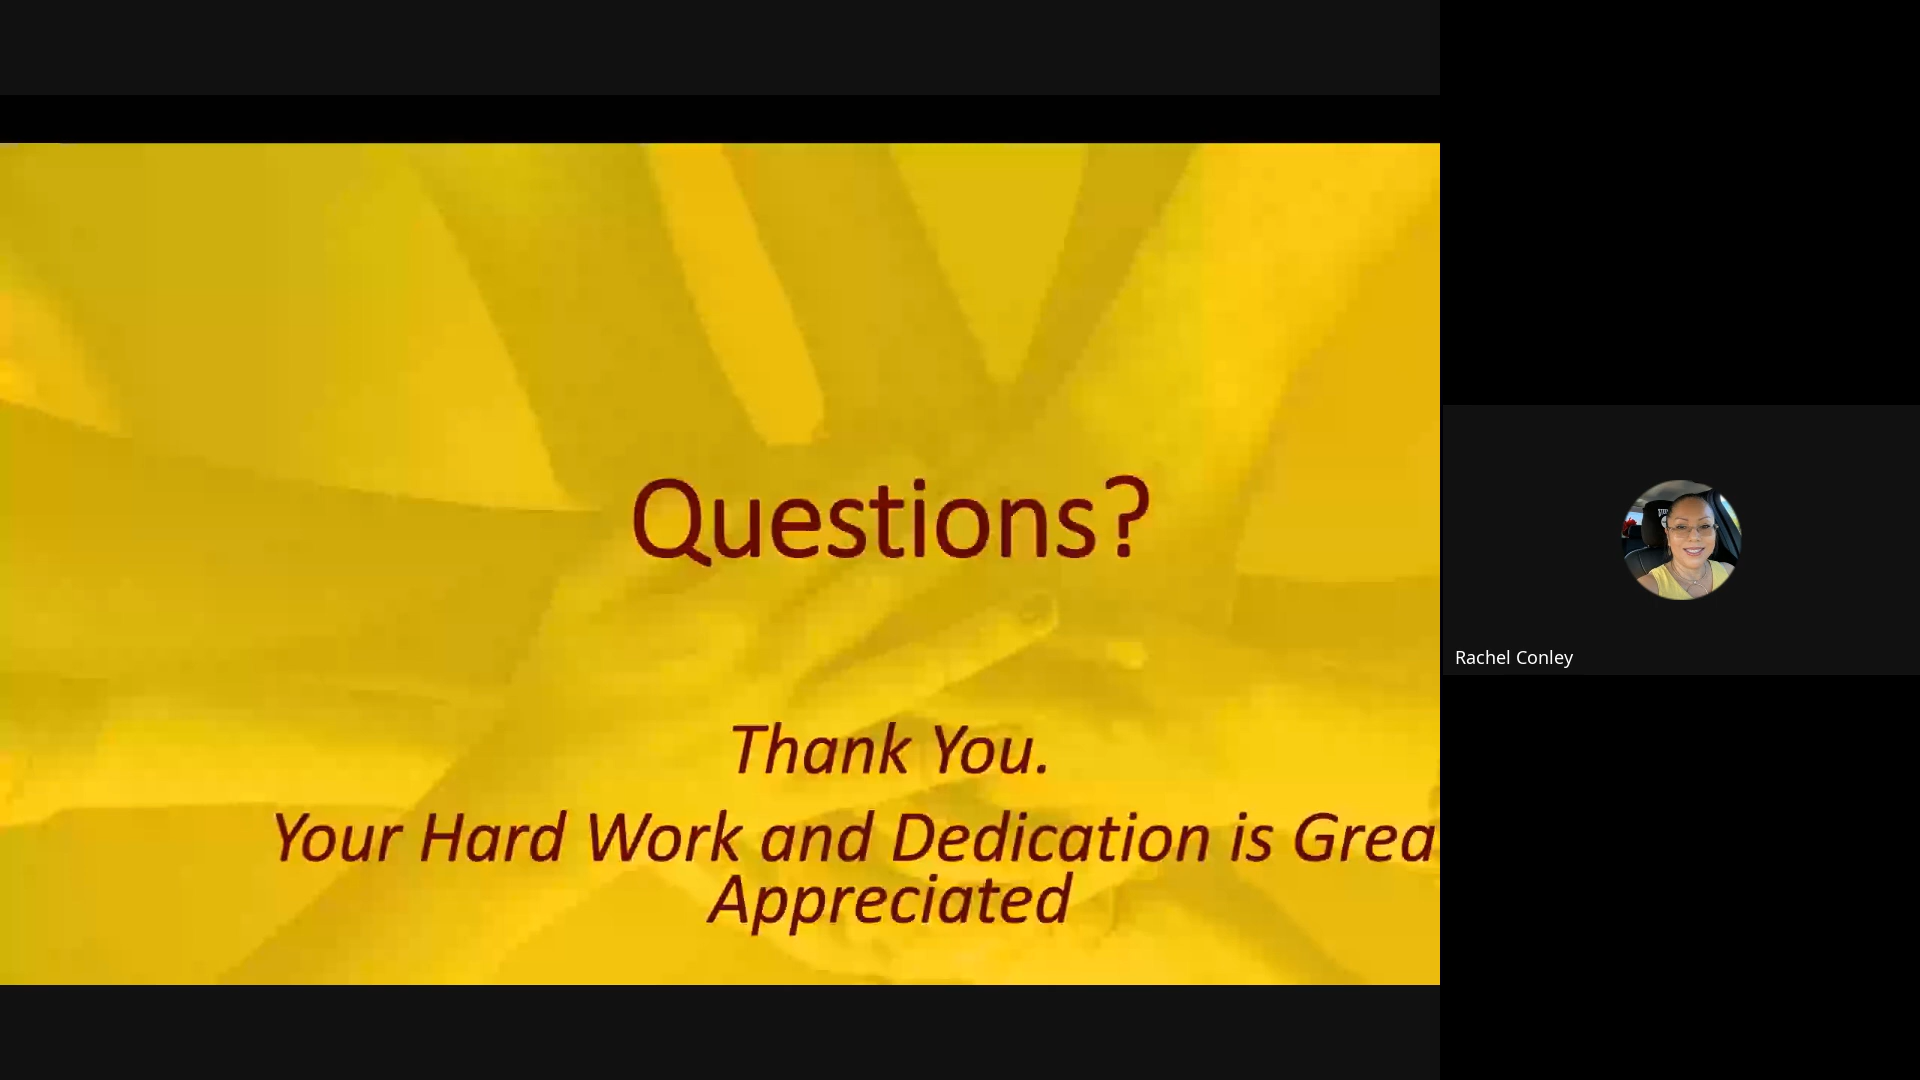 Questions?
Thank You.
Your Hard Work and Dedication is Grea
Appreciated
Rachel Conley